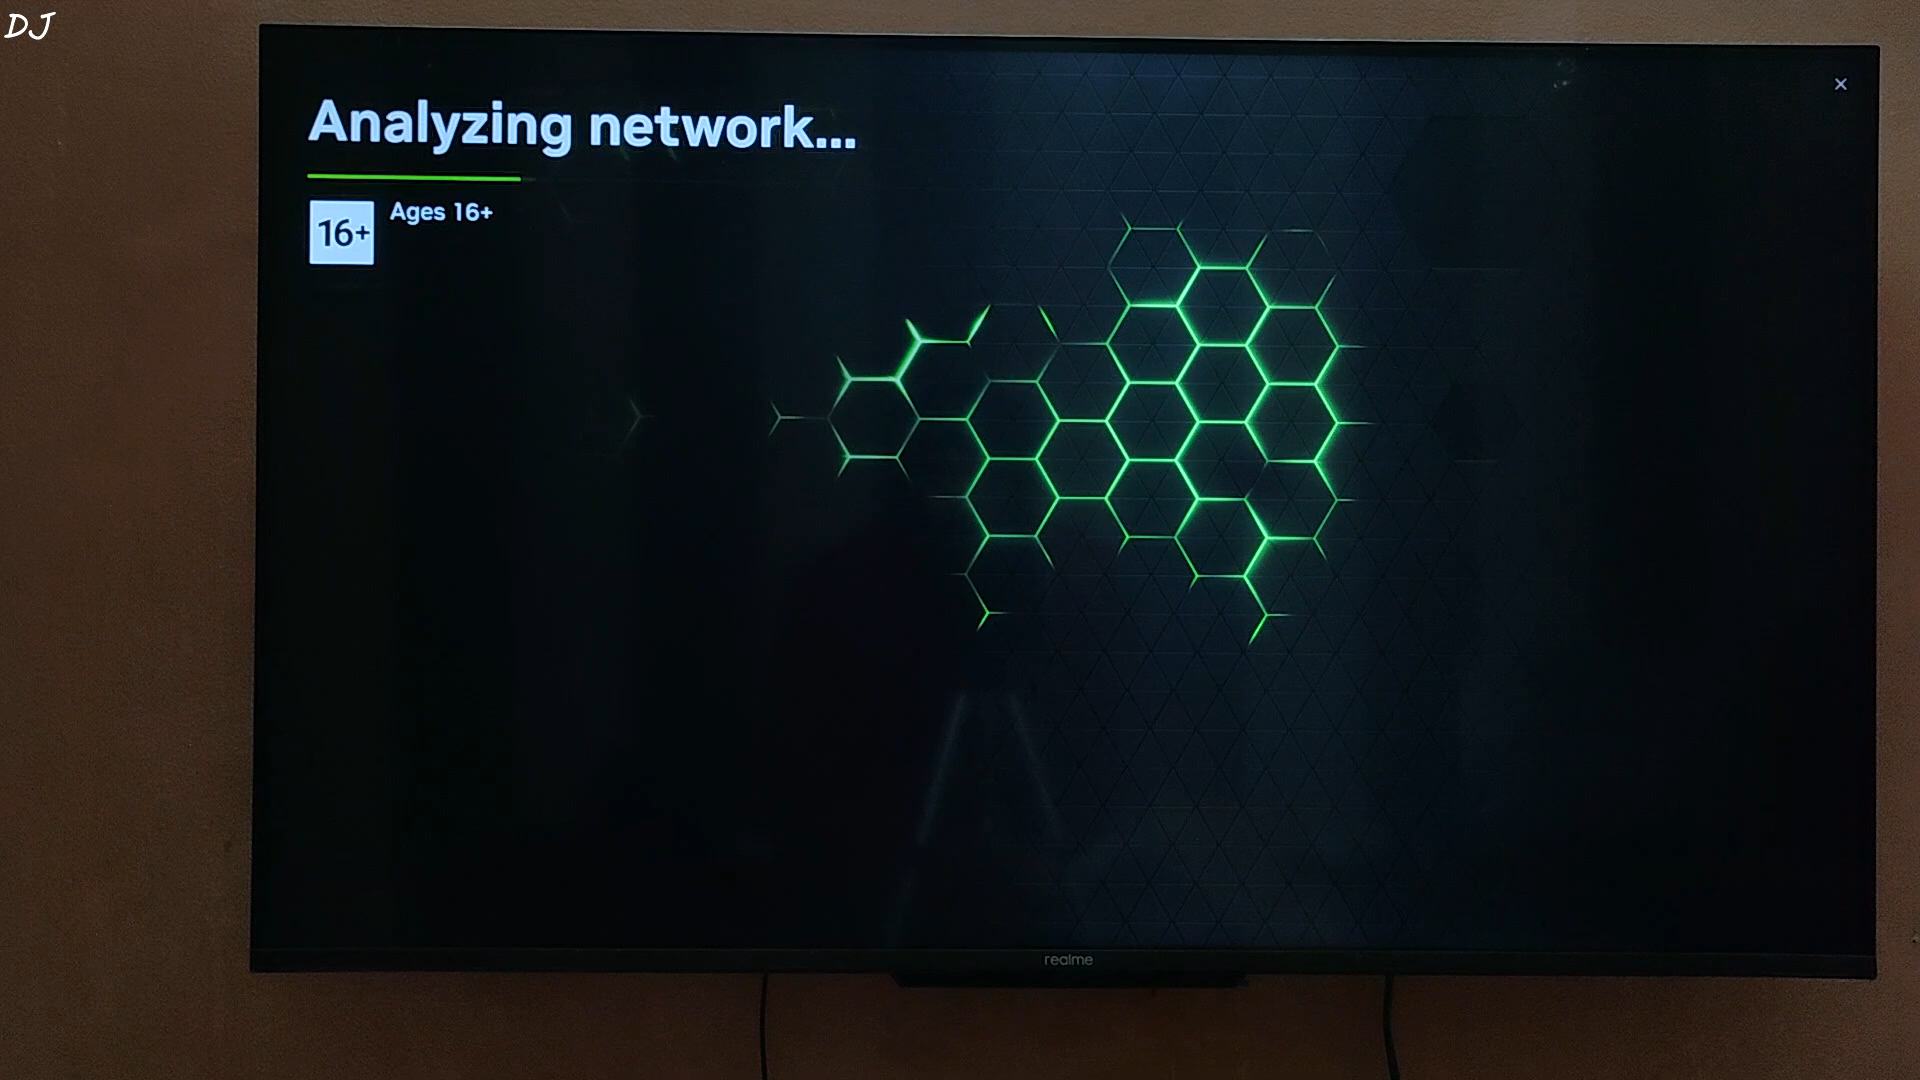 DJ
Analyzing network...
16+ Ages 16+
realme